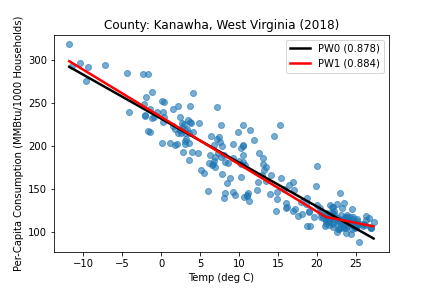 County: Kanawha, West Virginia (2018)
PW0 (0.878)
PW1 (0.884)
Per-Capita Consumption (MMBtu/1000 Households)
300
250
200
150
100
−10 −5 0 5 10 15 20 25
Temp (deg C)